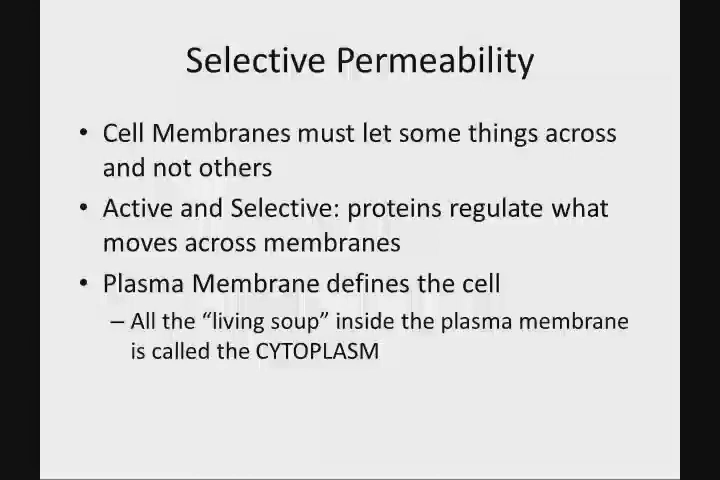 Selective Permeability
• Cell Membranes must let some things across
and not others
• Active and Selective: proteins regulate what
moves across membranes
• Plasma Membrane defines the cell
– All the “living soup” inside the plasma membrane
is called the CYTOPLASM